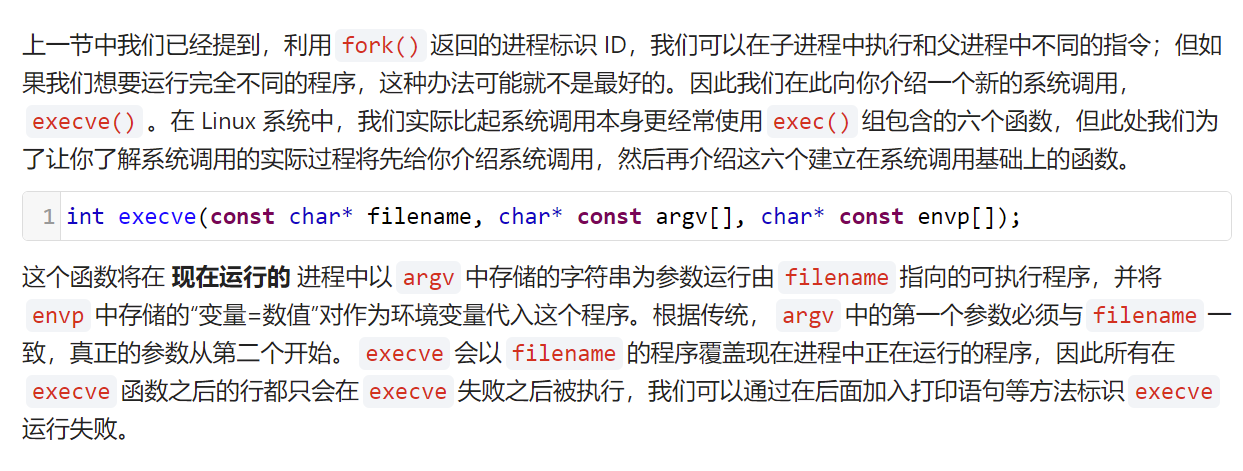 上一节中我们已经提到，利用 fork() 返回的进程标识 ID，我们可以在子进程中执行和父进程中不同的指令；但如
果我们想要运行完全不同的程序，这种办法可能就不是最好的。因此我们在此向你介绍一个新的系统调用，
execve() 。在 Linux 系统中，我们实际比起系统调用本身更经常使用 exec() 组包含的六个函数，但此处我们为
了让你了解系统调用的实际过程将先给你介绍系统调用，然后再介绍这六个建立在系统调用基础上的函数。
1 int execve(const char* filename, char* const argv[], char* const envp[]);
这个函数将在 现在运行的 进程中以 argv 中存储的字符串为参数运行由 filename 指向的可执行程序，并将
envp 中存储的“变量=数值”对作为环境变量代入这个程序。根据传统， argv 中的第一个参数必须与 filename 一
致，真正的参数从第二个开始。 execve 会以 filename 的程序覆盖现在进程中正在运行的程序，因此所有在
execve 函数之后的行都只会在 execve 失败之后被执行，我们可以通过在后面加入打印语句等方法标识 execve
运行失败。